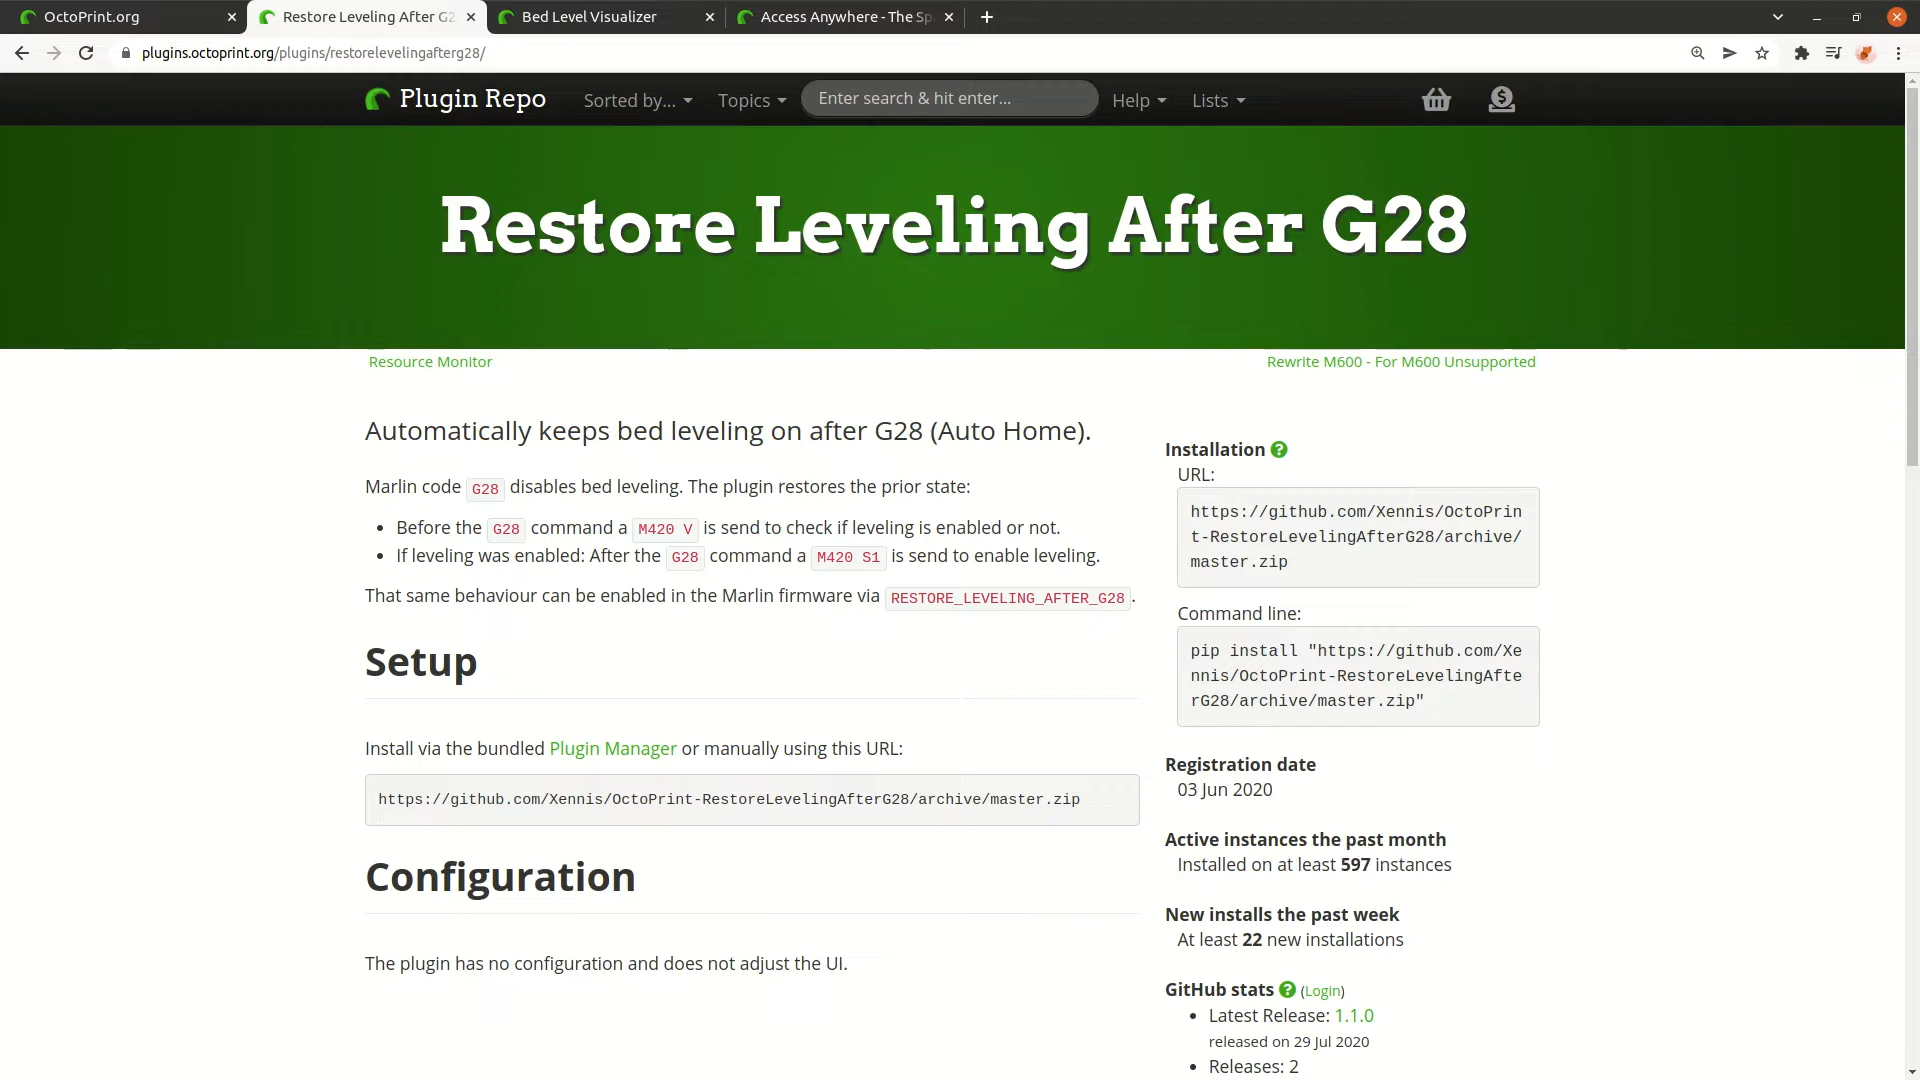 OctoPrint.org
Restore Leveling After G2
Bed Level Visualizer
Access Anywhere - The Sp
plugins.octoprint.org/plugins/restorelevelingafterg28/
Plugin Repo
Sorted by...
Topics
Enter search & hit enter...
Help
Lists
Restore Leveling After G28
Resource Monitor
Rewrite M600 - For M600 Unsupported
Automatically keeps bed leveling on after G28 (Auto Home).
Marlin code G28 disables bed leveling. The plugin restores the prior state:
• Before the G28 command a M420 V is send to check if leveling is enabled or not.
• If leveling was enabled: After the G28 command a M420 S1 is send to enable leveling.
That same behaviour can be enabled in the Marlin firmware via RESTORE_LEVELING_AFTER_G28.
Setup
Install via the bundled Plugin Manager or manually using this URL:
https://github.com/Xennis/OctoPrint-RestoreLevelingAfterG28/archive/master.zip
Configuration
The plugin has no configuration and does not adjust the UI.
Installation ?
URL:
https://github.com/Xennis/OctoPrin
t-RestoreLevelingAfterG28/archive/
master.zip
Command line:
pip install "https://github.com/Xe
nnis/OctoPrint-RestoreLevelingAfte
rG28/archive/master.zip"
Registration date
03 Jun 2020
Active instances the past month
Installed on at least 597 instances
New installs the past week
At least 22 new installations
GitHub stats ? (Login)
• Latest Release: 1.1.0
released on 29 Jul 2020
• Releases: 2